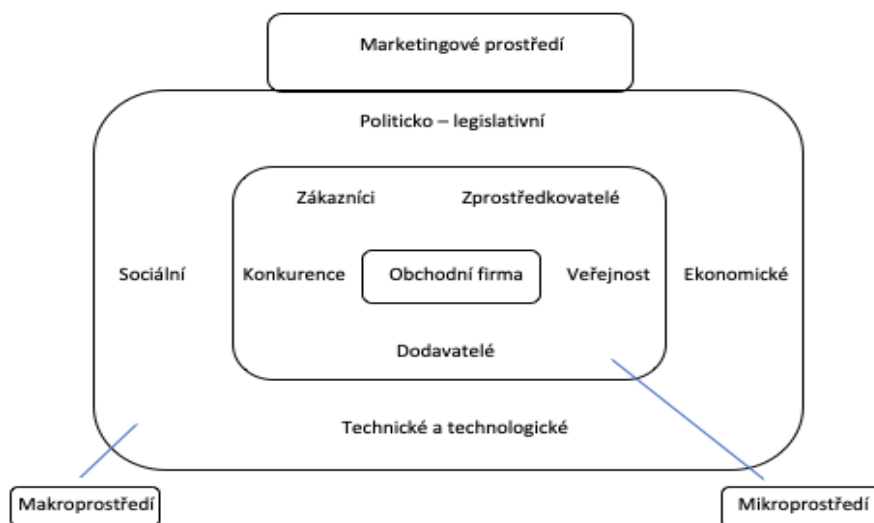 Marketingové prostředí
Politicko – legislativní
Zákazníci
Zprostředkovatelé
Sociální
Konkurence
Obchodní firma
Veřejnost
Ekonomické
Dodavatelé
Technické a technologické
Makroprostředí
Mikroprostředí